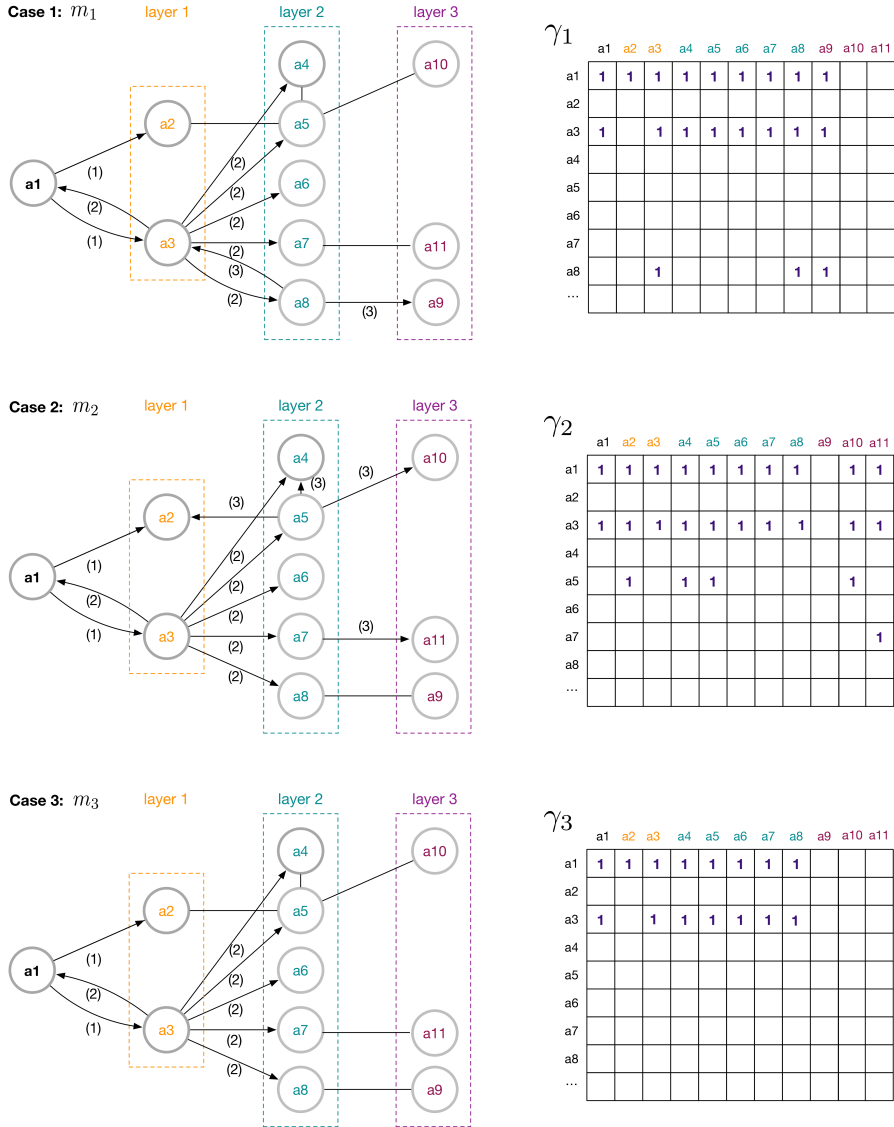 Case 1: m₁
layer 1
layer 2
layer 3
a1
a2
a3
a4
a5
a6
a7
a8
a10
a11
a9
(1)
(2)
(1)
(2)
(2)
(2)
(2)
(3)
(2)
(3)
γ₁
a1 a2 a3 a4 a5 a6 a7 a8 a9 a10 a11
a1 1 1 1 1 1 1 1 1 1
a2
a3 1 1 1 1 1 1 1 1
a4
a5
a6
a7
a8 1 1 1
...
Case 2: m₂
layer 1
layer 2
layer 3
a1
a2
a3
a4
a5
a6
a7
a8
a10
a11
a9
(1)
(2)
(1)
(3)
(3)
(3)
(2)
(2)
(2)
(2)
(2)
(3)
γ₂
a1 a2 a3 a4 a5 a6 a7 a8 a9 a10 a11
a1 1 1 1 1 1 1 1 1 1 1
a2
a3 1 1 1 1 1 1 1 1 1 1
a4
a5 1 1 1 1
a6
a7 1
a8
...
Case 3: m₃
layer 1
layer 2
layer 3
a1
a2
a3
a4
a5
a6
a7
a8
a10
a11
a9
(1)
(2)
(1)
(2)
(2)
(2)
(2)
(2)
γ₃
a1 a2 a3 a4 a5 a6 a7 a8 a9 a10 a11
a1 1 1 1 1 1 1 1 1
a2
a3 1 1 1 1 1 1 1
a4
a5
a6
a7
a8
...